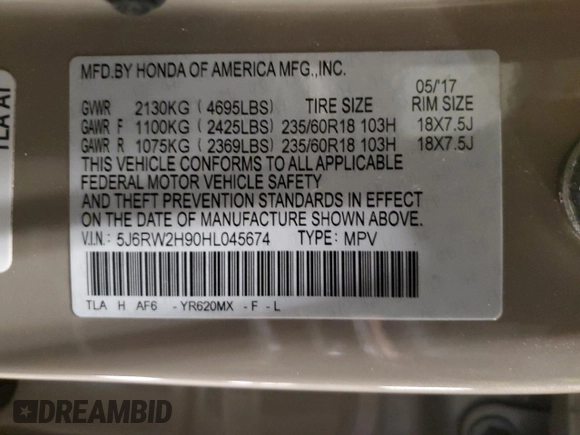 MFD.BY HONDA OF AMERICA MFG.,INC.
05/'17
GVWR 2130KG ( 4695LBS) TIRE SIZE RIM SIZE
GAWR F 1100KG ( 2425LBS) 235/60R18 103H 18X7.5J
GAWR R 1075KG ( 2369LBS) 235/60R18 103H 18X7.5J
THIS VEHICLE CONFORMS TO ALL APPLICABLE
FEDERAL MOTOR VEHICLE SAFETY
AND THEFT PREVENTION STANDARDS IN EFFECT
ON THE DATE OF MANUFACTURE SHOWN ABOVE.
V.I.N.: 5J6RW2H90HL045674 TYPE: MPV
TLA H AF6 -YR620MX -F-L
TLA A1
DREAMBID